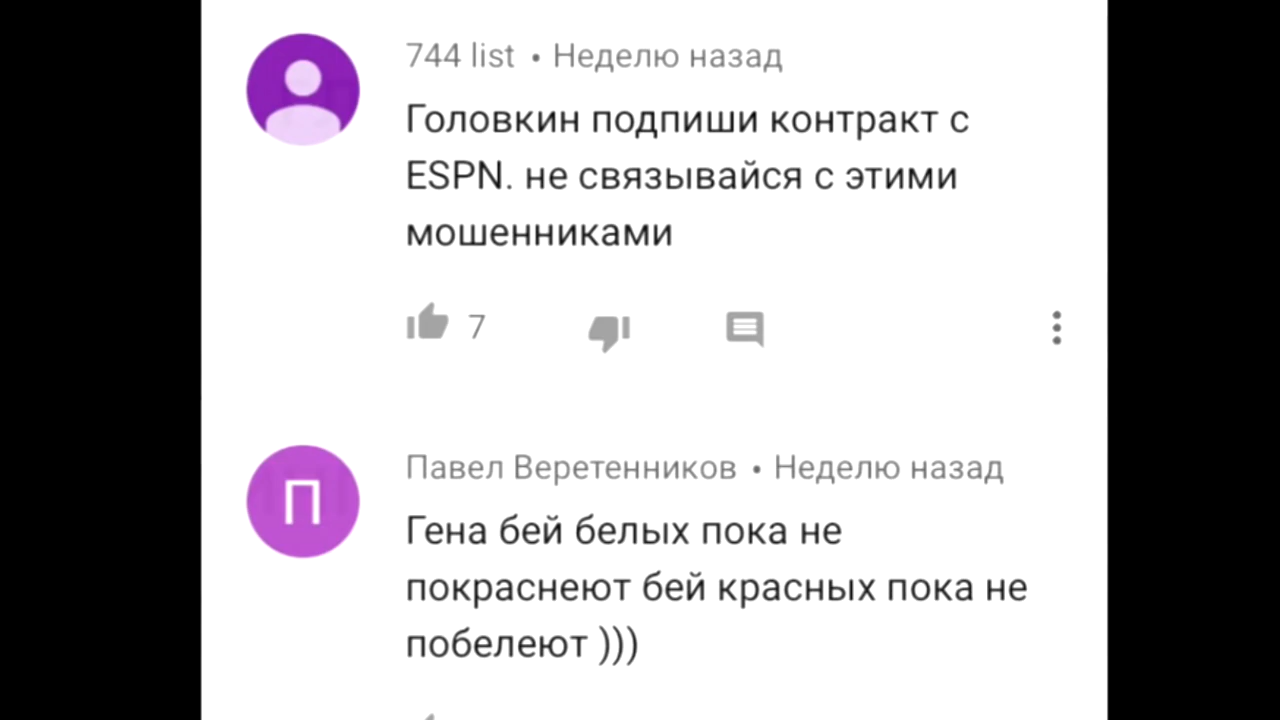 744 list • Неделю назад
Головкин подпиши контракт с
ESPN. не связывайся с этими
мошенниками
7
П
Павел Веретенников • Неделю назад
Гена бей белых пока не
покраснеют бей красных пока не
побелеют )))